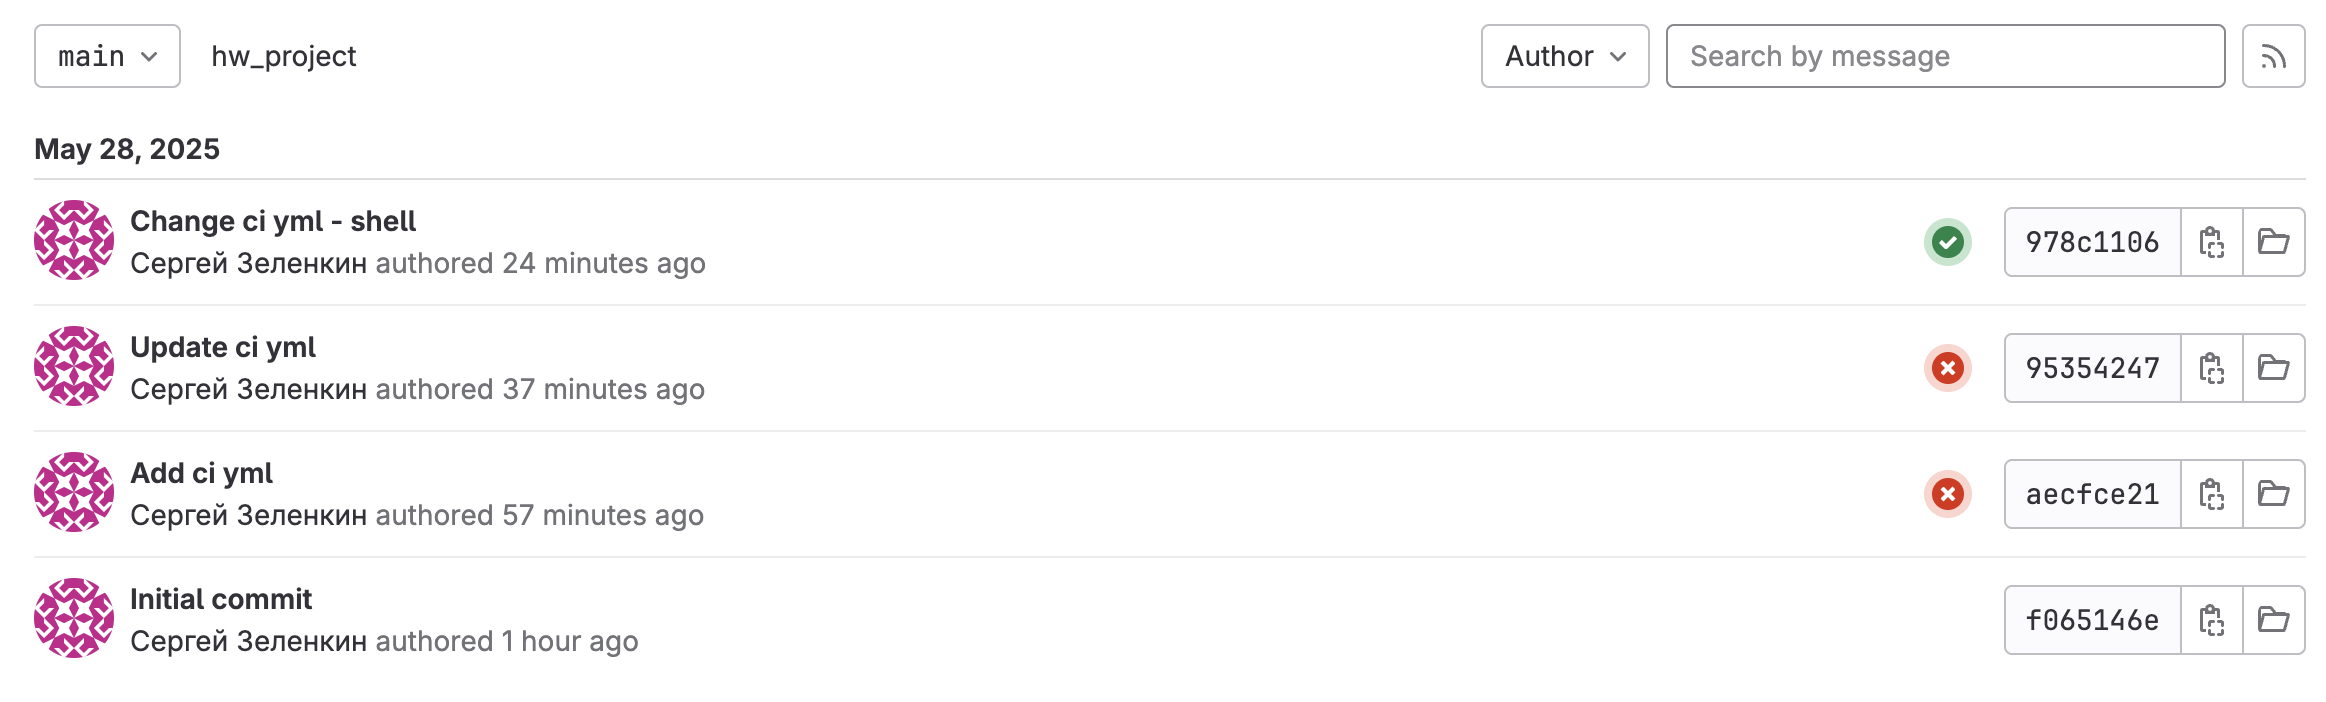 main hw_project Author Search by message
May 28, 2025
Change ci yml - shell
Сергей Зеленкин authored 24 minutes ago
978c1106
Update ci yml
Сергей Зеленкин authored 37 minutes ago
95354247
Add ci yml
Сергей Зеленкин authored 57 minutes ago
aecfce21
Initial commit
Сергей Зеленкин authored 1 hour ago
f065146e